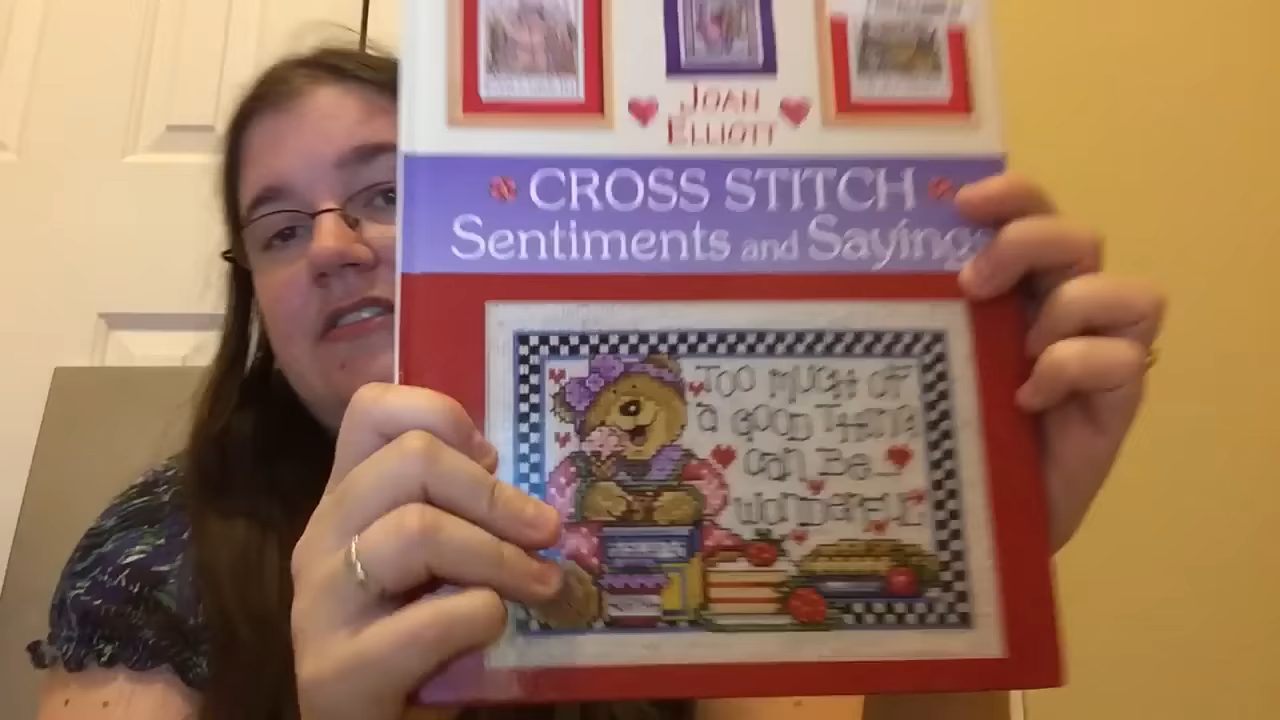 JOAN
ELLIOTT
CROSS STITCH
Sentiments and Sayings
TOO MUCH OF
a GOOD THING
can Be...
WONDERFUL